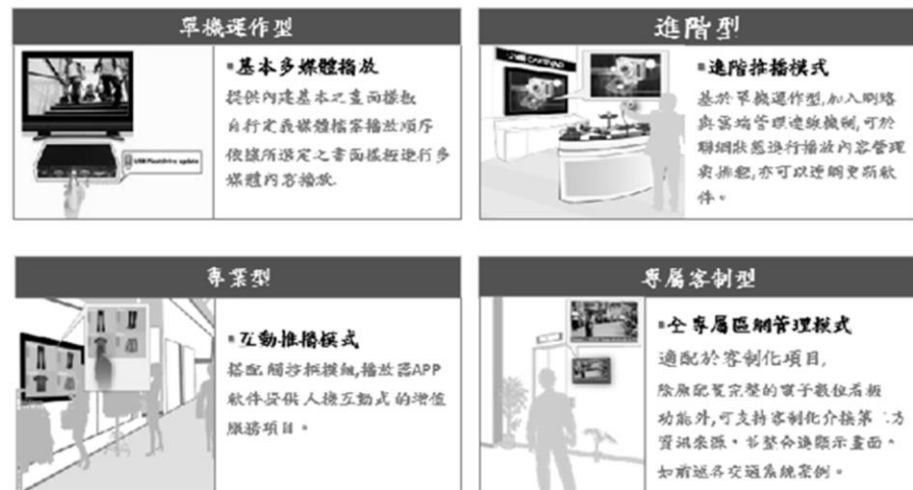 單機運作型
▪基本多媒體播放
提供內建基本之畫面樣板
自行定義媒體檔案播放順序
依據所選定之畫面樣板進行多
媒體內容播放.
USB Flashdrive update
進階型
▪進階推播模式
基於單機運作型,加入網路
與雲端管理連線機制,可於
聯網狀態進行播放內容管理
與排程,亦可以透網更新軟
件。
專業型
▪互動推播模式
搭配觸控框模組,播放器APP
軟件提供人機互動式的增值
服務項目。
專屬客制型
▪全專屬區網管理模式
適配於客制化項目,
除原配置完整的電子數位看板
功能外,可支持客制化介接第三方
資訊來源。並整合進顯示畫面。
如前述各交通系統案例。